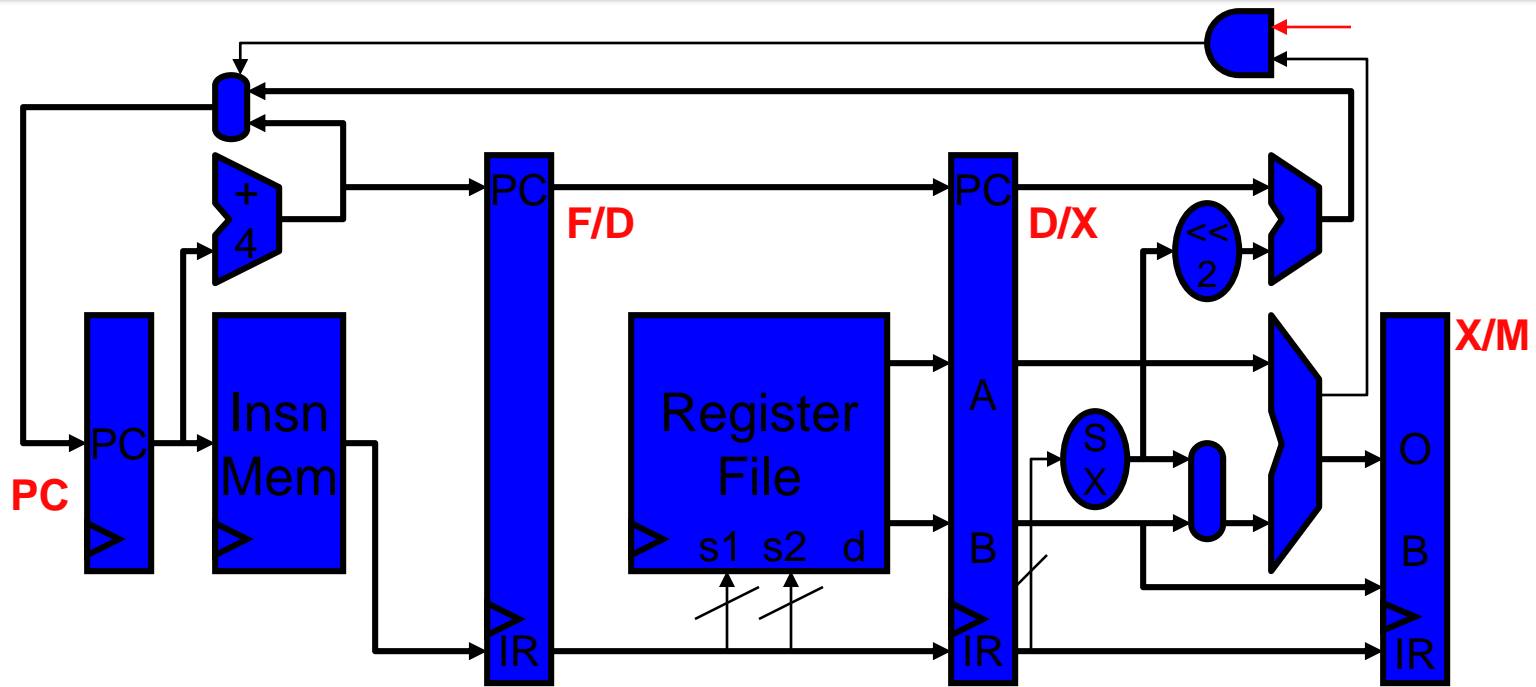 +
4
PC
F/D
PC
D/X
<<
2
X/M
PC
PC
Insn
Mem
Register
File
s1 s2 d
A
B
S
X
O
B
IR
IR
IR